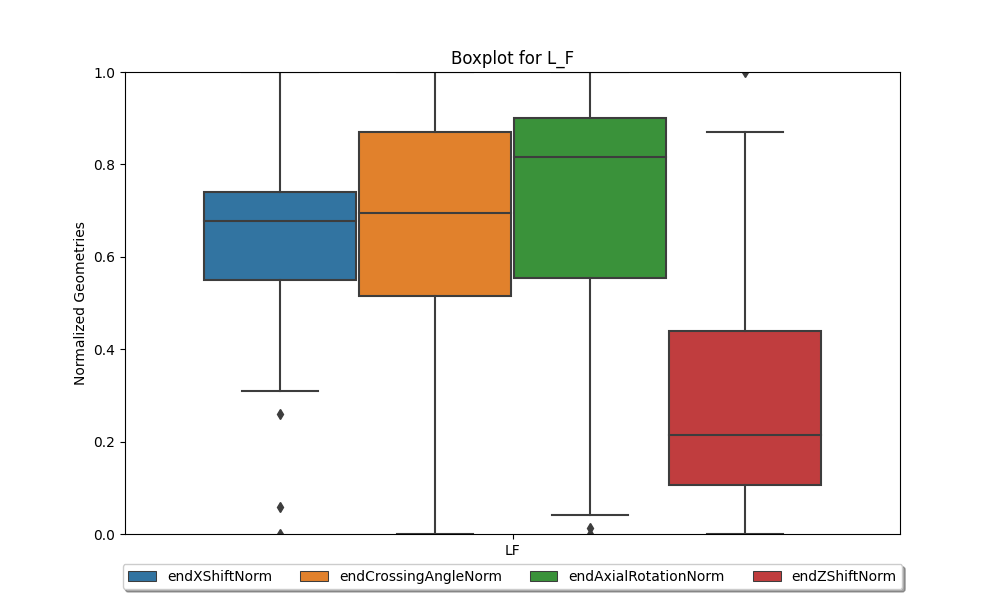 Boxplot for L_F
1.0
0.8
0.6
0.4
0.2
0.0
Normalized Geometries
LF
endXShiftNorm endCrossingAngleNorm endAxialRotationNorm endZShiftNorm